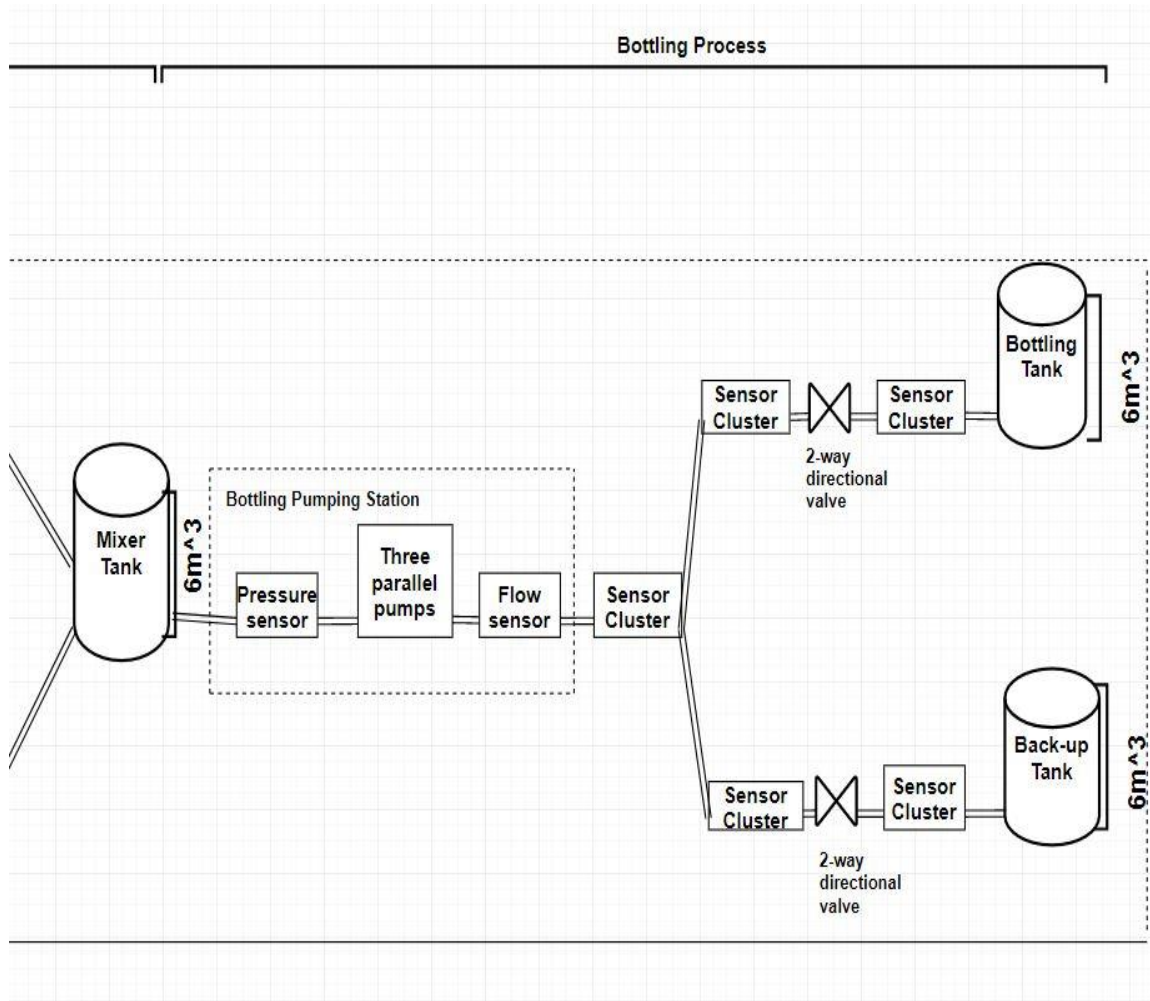 Bottling Process
Bottling
Tank
6m^3
Sensor
Cluster
Sensor
Cluster
2-way
directional
valve
Bottling Pumping Station
Mixer
Tank
6m^3
Pressure
sensor
Three
parallel
pumps
Flow
sensor
Sensor
Cluster
Back-up
Tank
6m^3
Sensor
Cluster
Sensor
Cluster
2-way
directional
valve